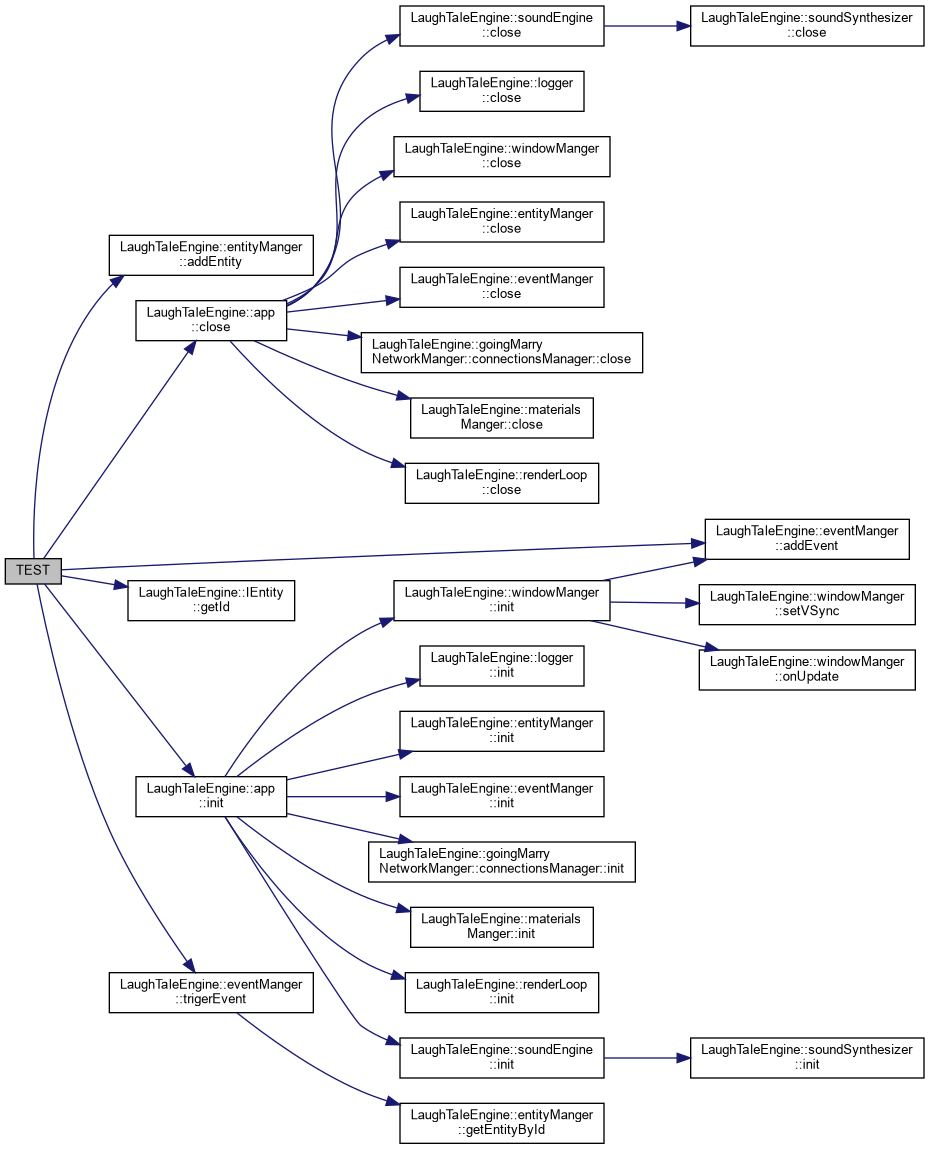 LaughTaleEngine::soundEngine
::close
LaughTaleEngine::soundSynthesizer
::close
LaughTaleEngine::logger
::close
LaughTaleEngine::windowManger
::close
LaughTaleEngine::entityManger
::close
LaughTaleEngine::entityManger
::addEntity
LaughTaleEngine::eventManger
::close
LaughTaleEngine::app
::close
LaughTaleEngine::goingMarry
NetworkManger::connectionsManager::close
LaughTaleEngine::materials
Manger::close
LaughTaleEngine::renderLoop
::close
LaughTaleEngine::eventManger
::addEvent
TEST
LaughTaleEngine::IEntity
::getId
LaughTaleEngine::windowManger
::init
LaughTaleEngine::windowManger
::setVSync
LaughTaleEngine::windowManger
::onUpdate
LaughTaleEngine::logger
::init
LaughTaleEngine::entityManger
::init
LaughTaleEngine::app
::init
LaughTaleEngine::eventManger
::init
LaughTaleEngine::goingMarry
NetworkManger::connectionsManager::init
LaughTaleEngine::materials
Manger::init
LaughTaleEngine::eventManger
::trigerEvent
LaughTaleEngine::renderLoop
::init
LaughTaleEngine::soundEngine
::init
LaughTaleEngine::soundSynthesizer
::init
LaughTaleEngine::entityManger
::getEntityById